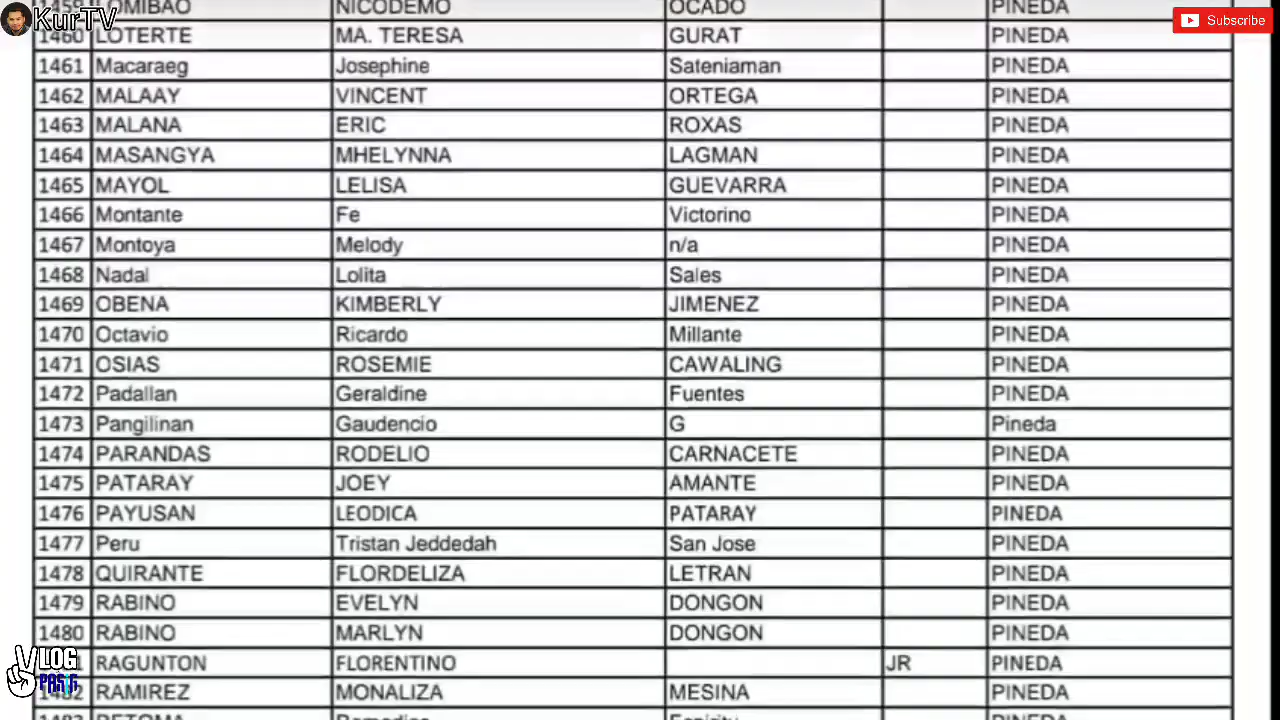 KurTV
Subscribe
NICODEMO OCADO PINEDA
1460 LOTERTE MA. TERESA GURAT PINEDA
1461 Macaraeg Josephine Sateniaman PINEDA
1462 MALAAY VINCENT ORTEGA PINEDA
1463 MALANA ERIC ROXAS PINEDA
1464 MASANGYA MHELYNNA LAGMAN PINEDA
1465 MAYOL LELISA GUEVARRA PINEDA
1466 Montante Fe Victorino PINEDA
1467 Montoya Melody n/a PINEDA
1468 Nadal Lolita Sales PINEDA
1469 OBENA KIMBERLY JIMENEZ PINEDA
1470 Octavio Ricardo Millante PINEDA
1471 OSIAS ROSEMIE CAWALING PINEDA
1472 Padallan Geraldine Fuentes PINEDA
1473 Pangilinan Gaudencio G Pineda
1474 PARANDAS RODELIO CARNACETE PINEDA
1475 PATARAY JOEY AMANTE PINEDA
1476 PAYUSAN LEODICA PATARAY PINEDA
1477 Peru Tristan Jeddedah San Jose PINEDA
1478 QUIRANTE FLORDELIZA LETRAN PINEDA
1479 RABINO EVELYN DONGON PINEDA
1480 RABINO MARLYN DONGON PINEDA
RAGUNTON FLORENTINO JR PINEDA
1482 RAMIREZ MONALIZA MESINA PINEDA
VLOG
PASIG